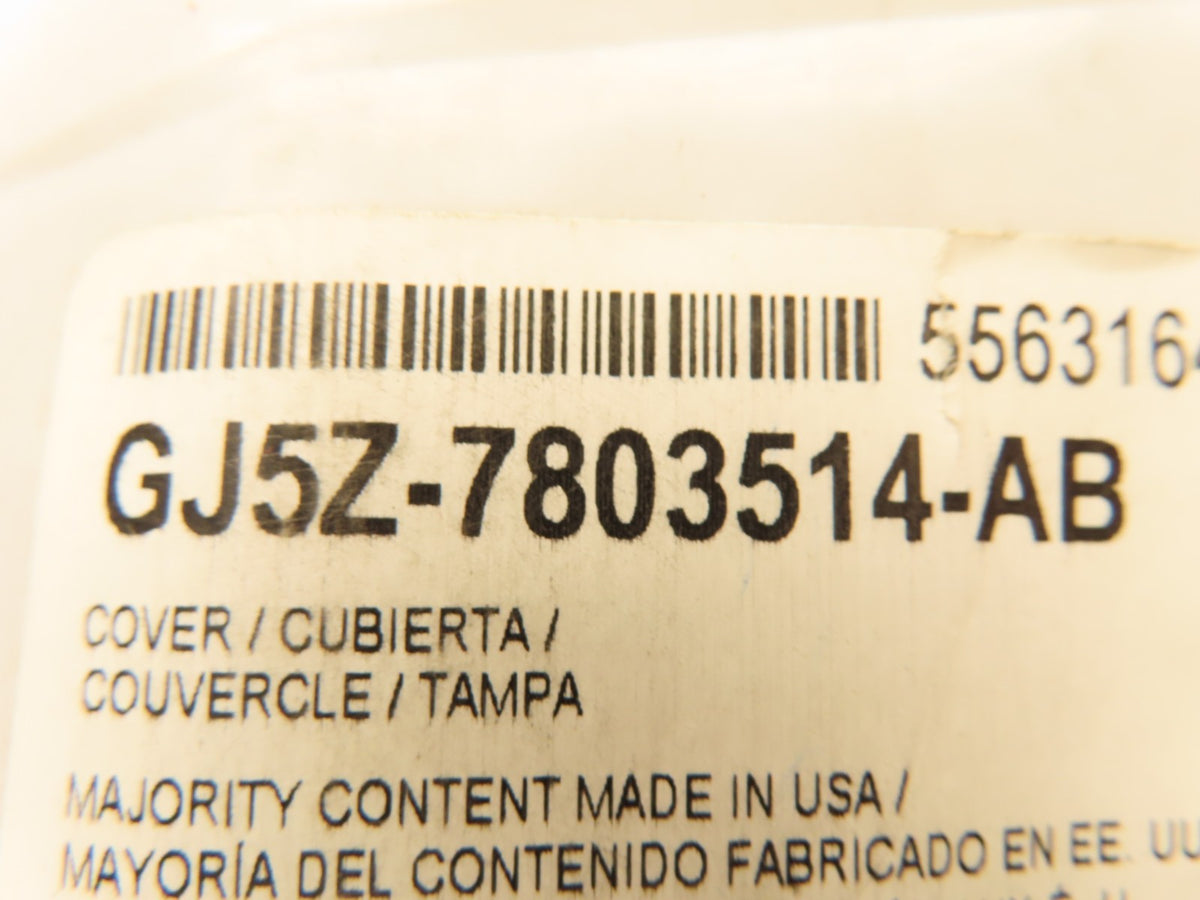 556316
GJ5Z-7803514-AB
COVER / CUBIERTA /
COUVERCLE / TAMPA
MAJORITY CONTENT MADE IN USA /
MAYORÍA DEL CONTENIDO FABRICADO EN EE. UU